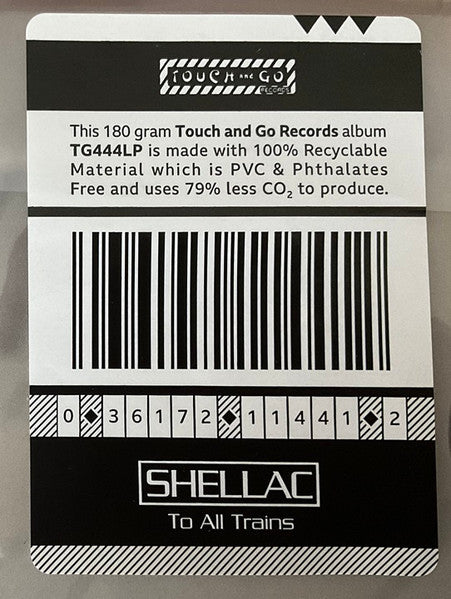 TOUCH and GO
RECORDS
This 180 gram Touch and Go Records album
TG444LP is made with 100% Recyclable
Material which is PVC & Phthalates
Free and uses 79% less CO₂ to produce.
0 36172 11441 2
SHELLAC
To All Trains